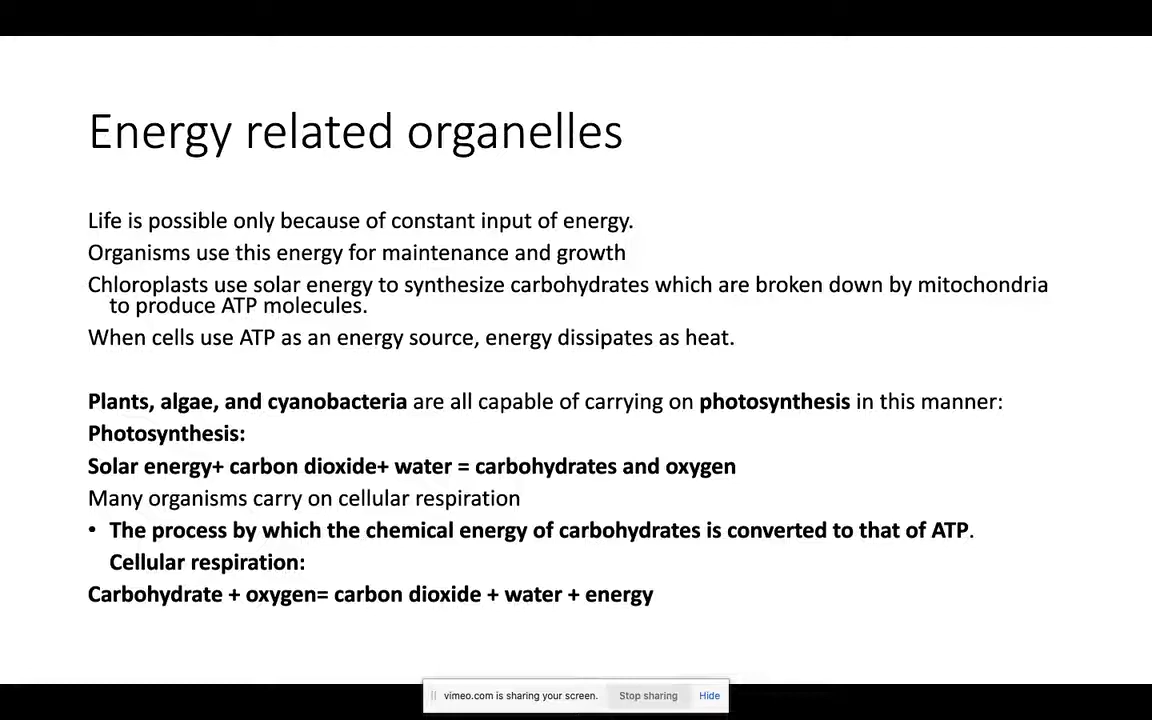 Energy related organelles
Life is possible only because of constant input of energy.
Organisms use this energy for maintenance and growth
Chloroplasts use solar energy to synthesize carbohydrates which are broken down by mitochondria
to produce ATP molecules.
When cells use ATP as an energy source, energy dissipates as heat.
Plants, algae, and cyanobacteria are all capable of carrying on photosynthesis in this manner:
Photosynthesis:
Solar energy+ carbon dioxide+ water = carbohydrates and oxygen
Many organisms carry on cellular respiration
• The process by which the chemical energy of carbohydrates is converted to that of ATP.
Cellular respiration:
Carbohydrate + oxygen= carbon dioxide + water + energy
vimeo.com is sharing your screen. Stop sharing Hide